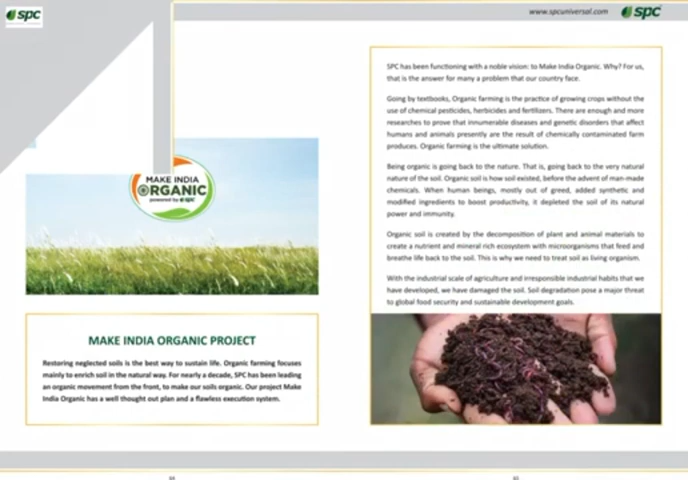 spc
www.spcuniversal.com spc
MAKE INDIA
ORGANIC
powered by spc
MAKE INDIA ORGANIC PROJECT
Restoring neglected soils is the best way to sustain life. Organic farming focuses
mainly to enrich soil in the natural way. For nearly a decade, SPC has been leading
an organic movement from the front, to make our soils organic. Our project Make
India Organic has a well thought out plan and a flawless execution system.
SPC has been functioning with a noble vision: to Make India Organic. Why? For us,
that is the answer for many a problem that our country face.
Going by textbooks, Organic farming is the practice of growing crops without the
use of chemical pesticides, herbicides and fertilizers. There are enough and more
researches to prove that innumerable diseases and genetic disorders that affect
humans and animals presently are the result of chemically contaminated farm
produces. Organic farming is the ultimate solution.
Being organic is going back to the nature. That is, going back to the very natural
nature of the soil. Organic soil is how soil existed, before the advent of man-made
chemicals. When human beings, mostly out of greed, added synthetic and
modified ingredients to boost productivity, it depleted the soil of its natural
power and immunity.
Organic soil is created by the decomposition of plant and animal materials to
create a nutrient and mineral rich ecosystem with microorganisms that feed and
breathe life back to the soil. This is why we need to treat soil as living organism.
With the industrial scale of agriculture and irresponsible industrial habits that we
have developed, we have damaged the soil. Soil degradation pose a major threat
to global food security and sustainable development goals.